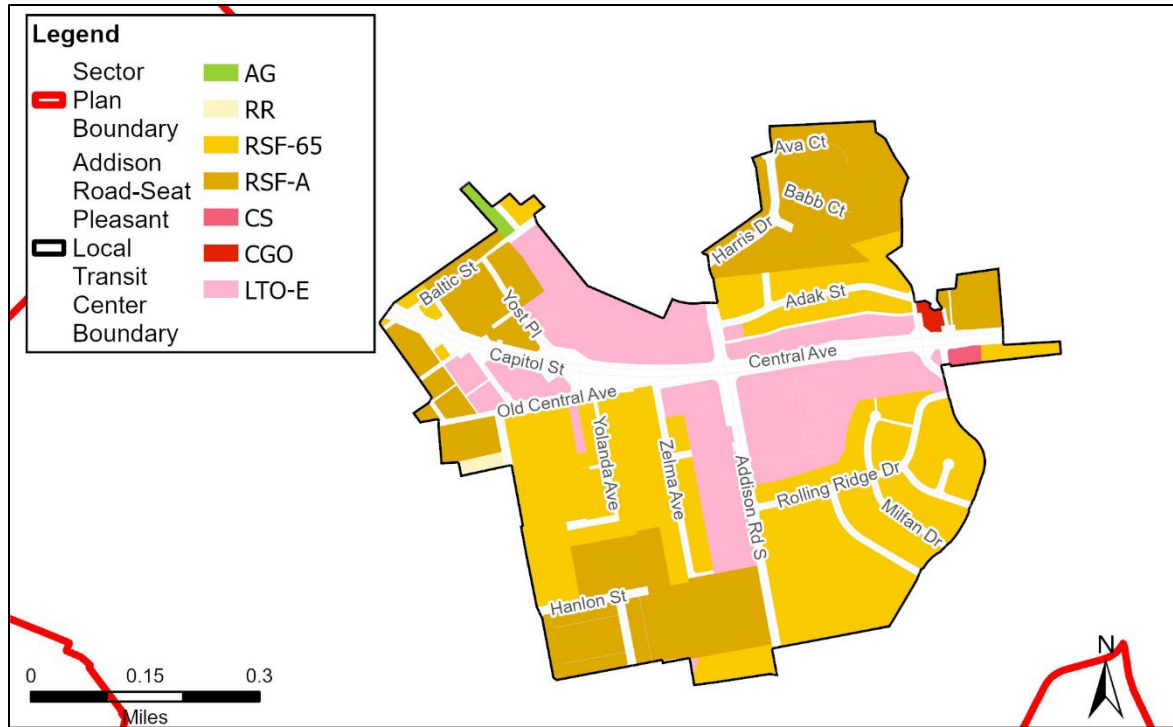 Legend
Sector
Plan
Boundary
Addison
Road-Seat
Pleasant
Local
Transit
Center
Boundary
AG
RR
RSF-65
RSF-A
CS
CGO
LTO-E
Ava Ct
Babb Ct
Harris Dr
Adak St
Baltic St
Yost Pl
Capitol St
Central Ave
Old Central Ave
Yolanda Ave
Zelma Ave
Addison Rd S
Rolling Ridge Dr
Milfan Dr
Hanlon St
0 0.15 0.3
Miles
N